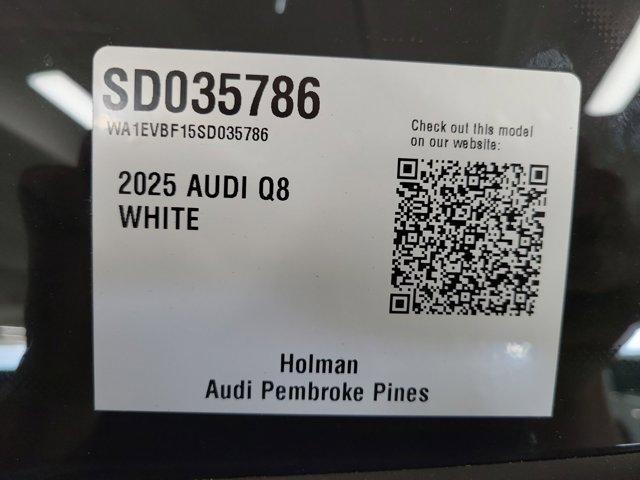 SD035786
WA1EVBF15SD035786
Check out this model
on our website:
2025 AUDI Q8
WHITE
Holman
Audi Pembroke Pines